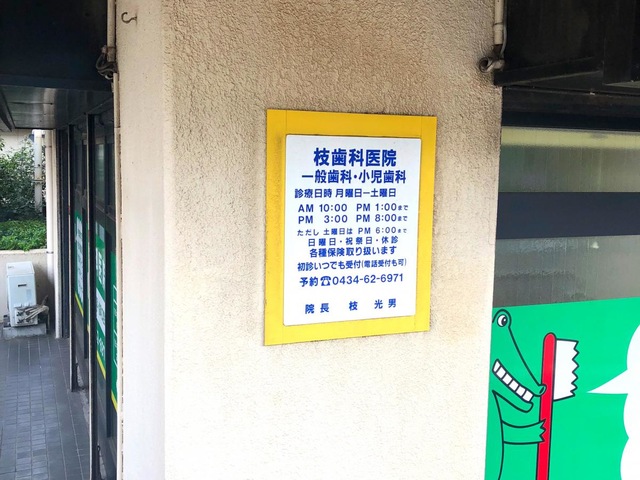 枝歯科医院
一般歯科・小児歯科
診療日時 月曜日ー土曜日
AM 10:00 PM 1:00まで
PM 3:00 PM 8:00まで
ただし 土曜日は PM 6:00まで
日曜日・祝祭日・休診
各種保険取り扱います
初診いつでも受付(電話受付も可)
予約☎0434-62-6971
院長 枝 光男